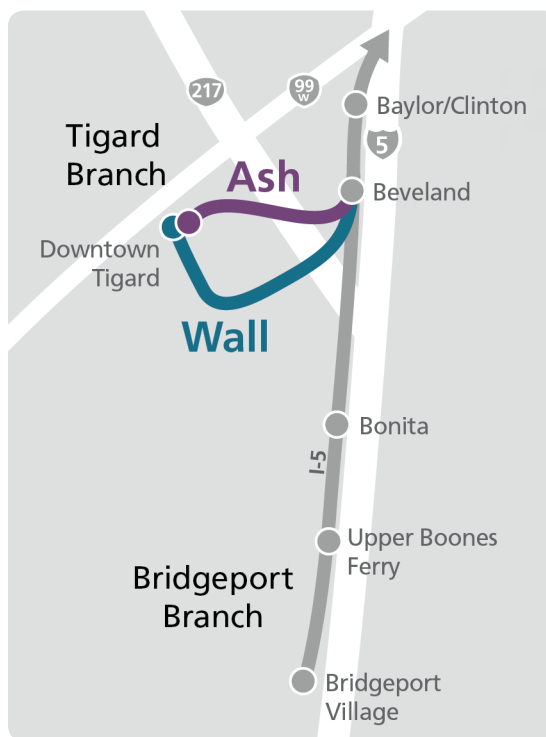 217
99
W
Baylor/Clinton
5
Tigard
Branch
Ash
Beveland
Downtown
Tigard
Wall
Bonita
I-5
Upper Boones
Ferry
Bridgeport
Branch
Bridgeport
Village